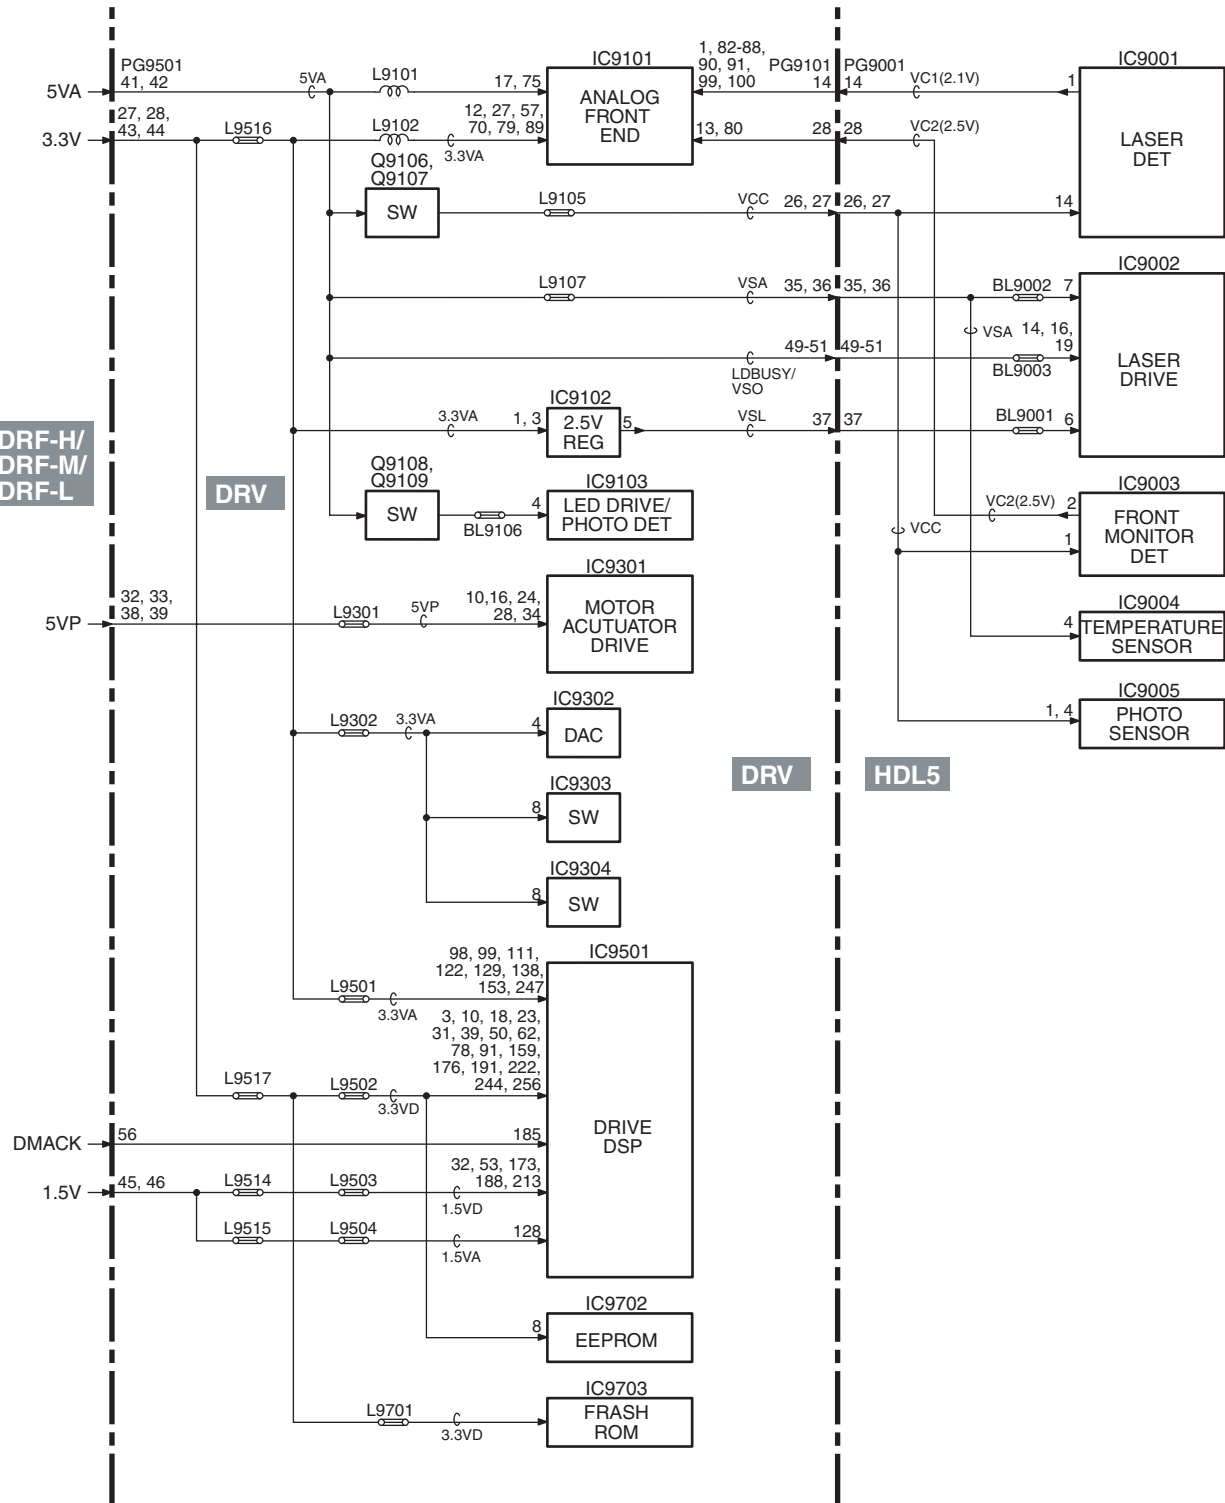 PG9501
41, 42
5VA
5VA
L9101
17, 75
IC9101
ANALOG
FRONT
END
1, 82-88,
90, 91,
99, 100
PG9101
14
PG9001
14
VC1(2.1V)
1
IC9001
LASER
DET
3.3V
27, 28,
43, 44
L9516
L9102
3.3VA
12, 27, 57,
70, 79, 89
13, 80
28
28
VC2(2.5V)
Q9106,
Q9107
SW
L9105
VCC
26, 27
26, 27
14
L9107
VSA
35, 36
35, 36
BL9002
7
IC9002
LASER
DRIVE
VSA
14, 16,
19
49-51
49-51
LDBUSY/
VSO
BL9003
3.3VA
1, 3
IC9102
2.5V
REG
5
VSL
37
37
BL9001
6
DRF-H/
DRF-M/
DRF-L
DRV
Q9108,
Q9109
SW
BL9106
4
IC9103
LED DRIVE/
PHOTO DET
VC2(2.5V)
2
VCC
1
IC9003
FRONT
MONITOR
DET
5VP
32, 33,
38, 39
L9301
5VP
10,16, 24,
28, 34
IC9301
MOTOR
ACUTUATOR
DRIVE
4
IC9004
TEMPERATURE
SENSOR
L9302
3.3VA
4
IC9302
DAC
1, 4
IC9005
PHOTO
SENSOR
DRV
HDL5
8
IC9303
SW
8
IC9304
SW
L9501
3.3VA
98, 99, 111,
122, 129, 138,
153, 247
IC9501
DRIVE
DSP
3, 10, 18, 23,
31, 39, 50, 62,
78, 91, 159,
176, 191, 222,
244, 256
L9517
L9502
3.3VD
DMACK
56
185
1.5V
45, 46
L9514
L9503
1.5VD
32, 53, 173,
188, 213
L9515
L9504
1.5VA
128
8
IC9702
EEPROM
L9701
3.3VD
IC9703
FRASH
ROM